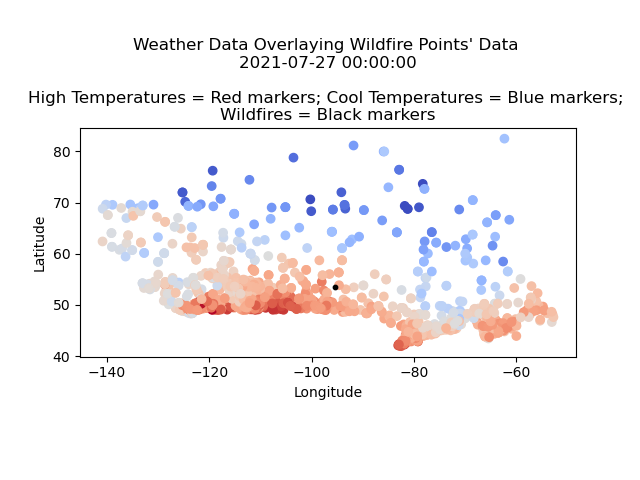 Weather Data Overlaying Wildfire Points' Data
2021-07-27 00:00:00
High Temperatures = Red markers; Cool Temperatures = Blue markers;
Wildfires = Black markers
80
70
60
50
40
Latitude
−140 −120 −100 −80 −60
Longitude